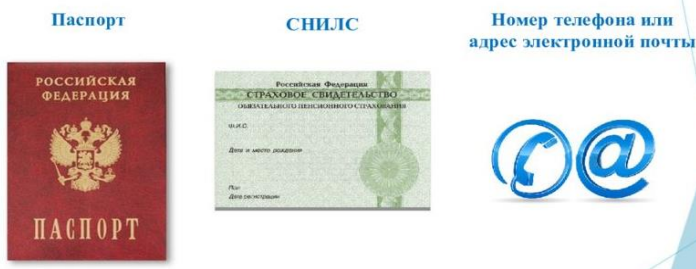 Паспорт
СНИЛС
Номер телефона или
адрес электронной почты
РОССИЙСКАЯ
ФЕДЕРАЦИЯ
ПАСПОРТ
Российская Федерация
СТРАХОВОЕ СВИДЕТЕЛЬСТВО
ОБЯЗАТЕЛЬНОГО ПЕНСИОННОГО СТРАХОВАНИЯ
Ф.И.О.
Дата и место рождения
Пол
Дата регистрации
@